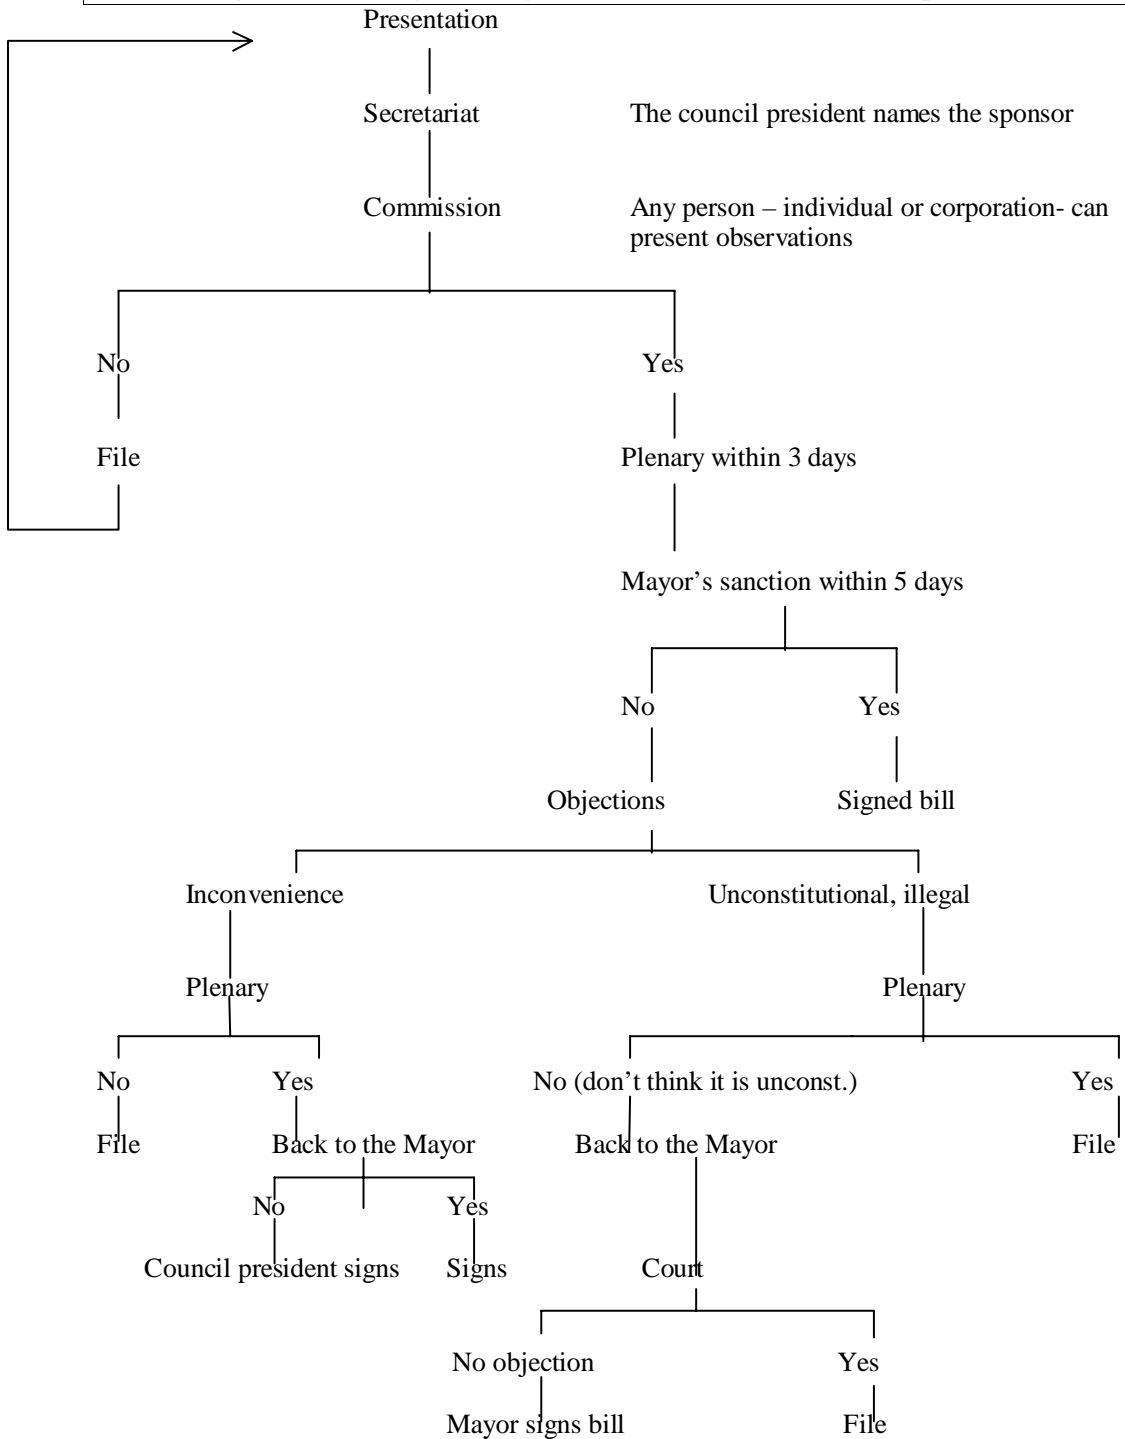 Presentation
Secretariat
The council president names the sponsor
Commission
Any person – individual or corporation- can
present observations
No
Yes
File
Plenary within 3 days
Mayor’s sanction within 5 days
No
Yes
Objections
Signed bill
Inconvenience
Unconstitutional, illegal
Plenary
Plenary
No
Yes
No (don’t think it is unconst.)
Yes
File
Back to the Mayor
Back to the Mayor
File
No
Yes
Council president signs
Signs
Court
No objection
Yes
Mayor signs bill
File